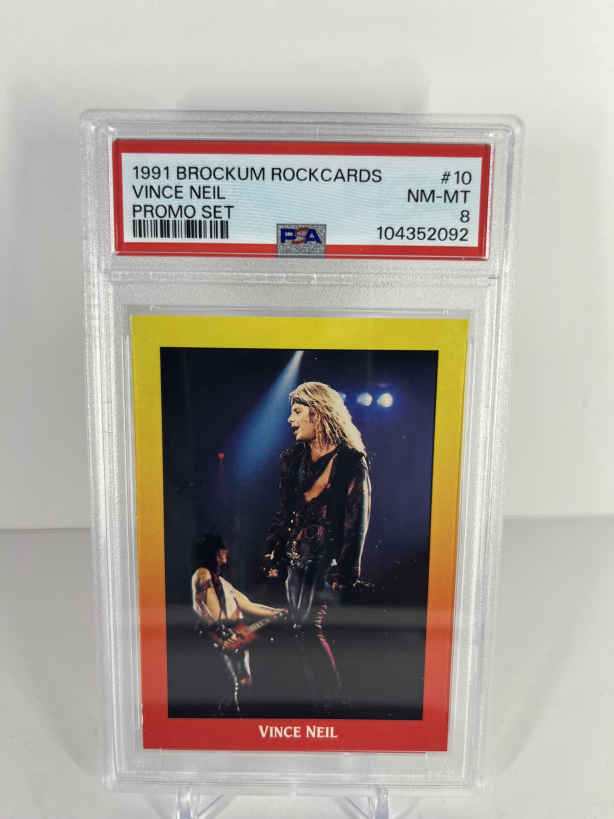 1991 BROCKUM ROCKCARDS #10
VINCE NEIL NM-MT
PROMO SET 8
PSA 104352092
VINCE NEIL